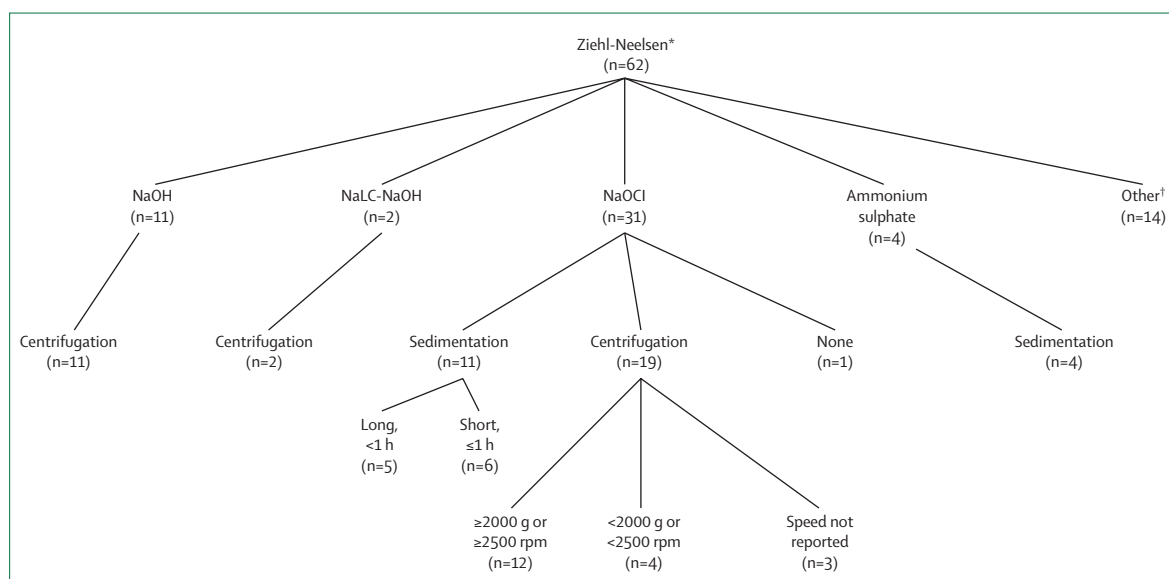 Ziehl-Neelsen*
(n=62)
NaOH
(n=11)
NaLC-NaOH
(n=2)
NaOCl
(n=31)
Ammonium
sulphate
(n=4)
Other†
(n=14)
Centrifugation
(n=11)
Centrifugation
(n=2)
Sedimentation
(n=11)
Centrifugation
(n=19)
None
(n=1)
Sedimentation
(n=4)
Long,
<1 h
(n=5)
Short,
≤1 h
(n=6)
≥2000 g or
≥2500 rpm
(n=12)
<2000 g or
<2500 rpm
(n=4)
Speed not
reported
(n=3)